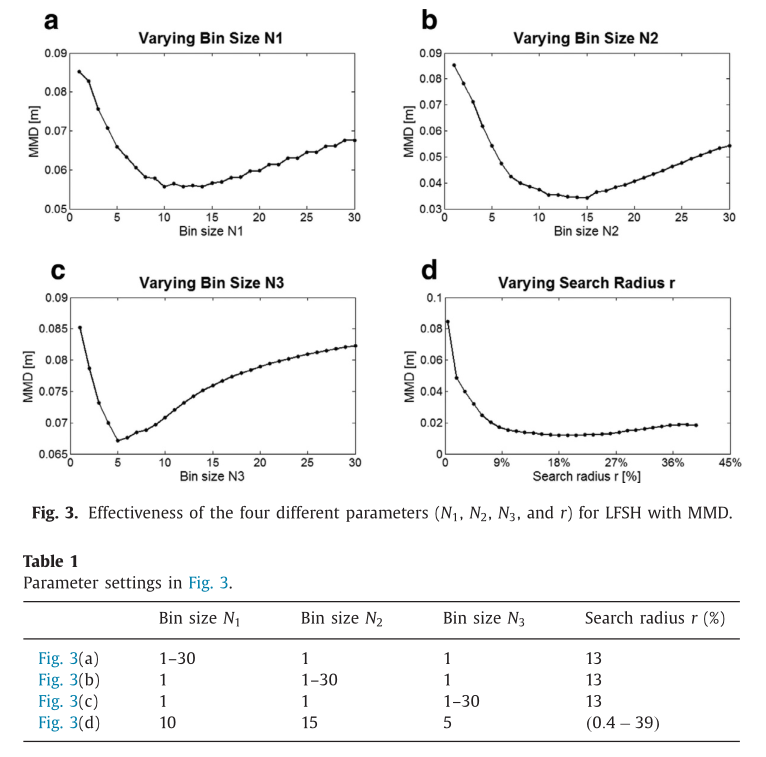 a
Varying Bin Size N1
0.09
0.08
0.07
0.06
0.05
MMD [m]
0 5 10 15 20 25 30
Bin size N1
b
Varying Bin Size N2
0.09
0.08
0.07
0.06
0.05
0.04
0.03
MMD [m]
0 5 10 15 20 25 30
Bin size N2
c
Varying Bin Size N3
0.09
0.085
0.08
0.075
0.07
0.065
MMD [m]
0 5 10 15 20 25 30
Bin size N3
d
Varying Search Radius r
0.1
0.08
0.06
0.04
0.02
0
MMD [m]
0 9% 18% 27% 36% 45%
Search radius r [%]
Fig. 3. Effectiveness of the four different parameters (N1, N2, N3, and r) for LFSH with MMD.
Table 1
Parameter settings in Fig. 3.
Bin size N1 Bin size N2 Bin size N3 Search radius r (%)
Fig. 3(a) 1–30 1 1 13
Fig. 3(b) 1 1–30 1 13
Fig. 3(c) 1 1 1–30 13
Fig. 3(d) 10 15 5 (0.4 − 39)